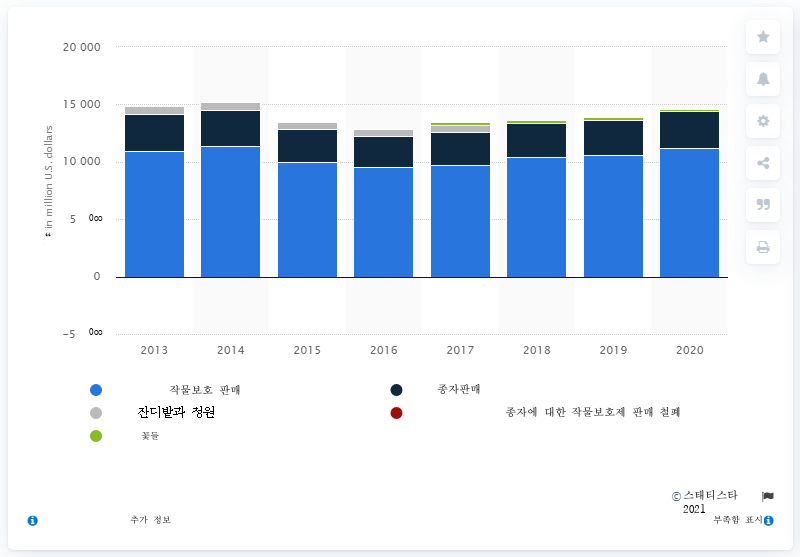 20 000
15 000
10 000
5
0
-5
in million U.S. dollars
2013 2014 2015 2016 2017 2018 2019 2020
작물보호 판매
종자판매
잔디밭과 정원
종자에 대한 작물보호제 판매 철폐
꽃들
© 스태티스타
2021
추가 정보
부족함 표시